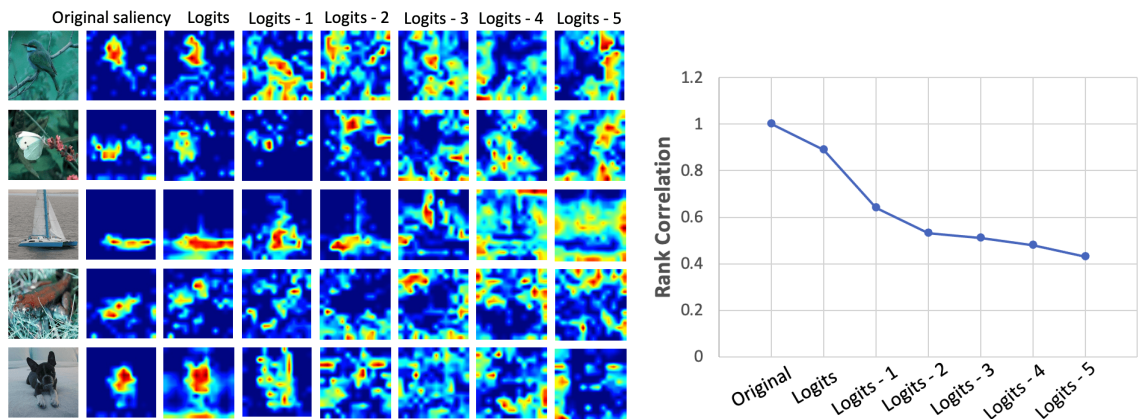 Original saliency Logits Logits - 1 Logits - 2 Logits - 3 Logits - 4 Logits - 5
1.2
1
0.8
0.6
0.4
0.2
0
Rank Correlation
Original Logits Logits - 1 Logits - 2 Logits - 3 Logits - 4 Logits - 5